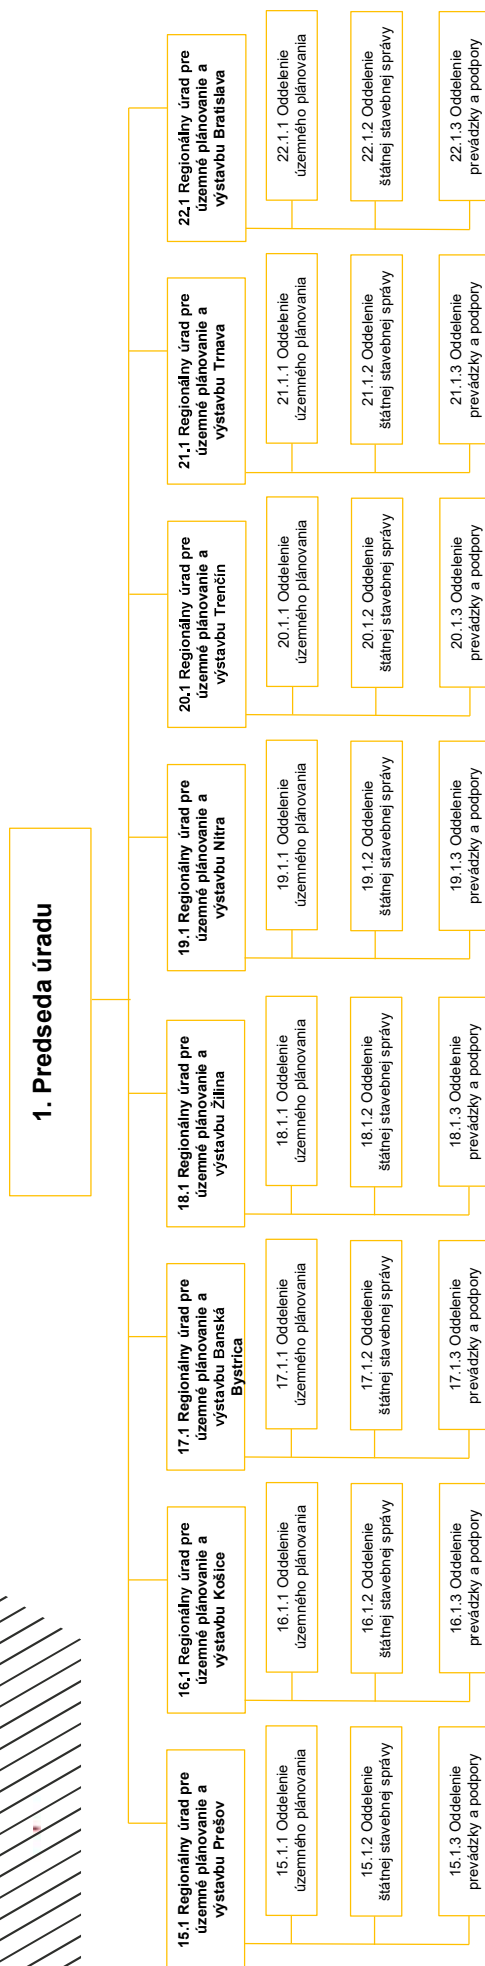 1. Predseda úradu
15.1 Regionálny úrad pre
územné plánovanie a
výstavbu Prešov
15.1.1 Oddelenie
územného plánovania
15.1.2 Oddelenie
štátnej stavebnej správy
15.1.3 Oddelenie
prevádzky a podpory
16.1 Regionálny úrad pre
územné plánovanie a
výstavbu Košice
16.1.1 Oddelenie
územného plánovania
16.1.2 Oddelenie
štátnej stavebnej správy
16.1.3 Oddelenie
prevádzky a podpory
17.1 Regionálny úrad pre
územné plánovanie a
výstavbu Banská
Bystrica
17.1.1 Oddelenie
územného plánovania
17.1.2 Oddelenie
štátnej stavebnej správy
17.1.3 Oddelenie
prevádzky a podpory
18.1 Regionálny úrad pre
územné plánovanie a
výstavbu Žilina
18.1.1 Oddelenie
územného plánovania
18.1.2 Oddelenie
štátnej stavebnej správy
18.1.3 Oddelenie
prevádzky a podpory
19.1 Regionálny úrad pre
územné plánovanie a
výstavbu Nitra
19.1.1 Oddelenie
územného plánovania
19.1.2 Oddelenie
štátnej stavebnej správy
19.1.3 Oddelenie
prevádzky a podpory
20.1 Regionálny úrad pre
územné plánovanie a
výstavbu Trenčín
20.1.1 Oddelenie
územného plánovania
20.1.2 Oddelenie
štátnej stavebnej správy
20.1.3 Oddelenie
prevádzky a podpory
21.1 Regionálny úrad pre
územné plánovanie a
výstavbu Trnava
21.1.1 Oddelenie
územného plánovania
21.1.2 Oddelenie
štátnej stavebnej správy
21.1.3 Oddelenie
prevádzky a podpory
22.1 Regionálny úrad pre
územné plánovanie a
výstavbu Bratislava
22.1.1 Oddelenie
územného plánovania
22.1.2 Oddelenie
štátnej stavebnej správy
22.1.3 Oddelenie
prevádzky a podpory